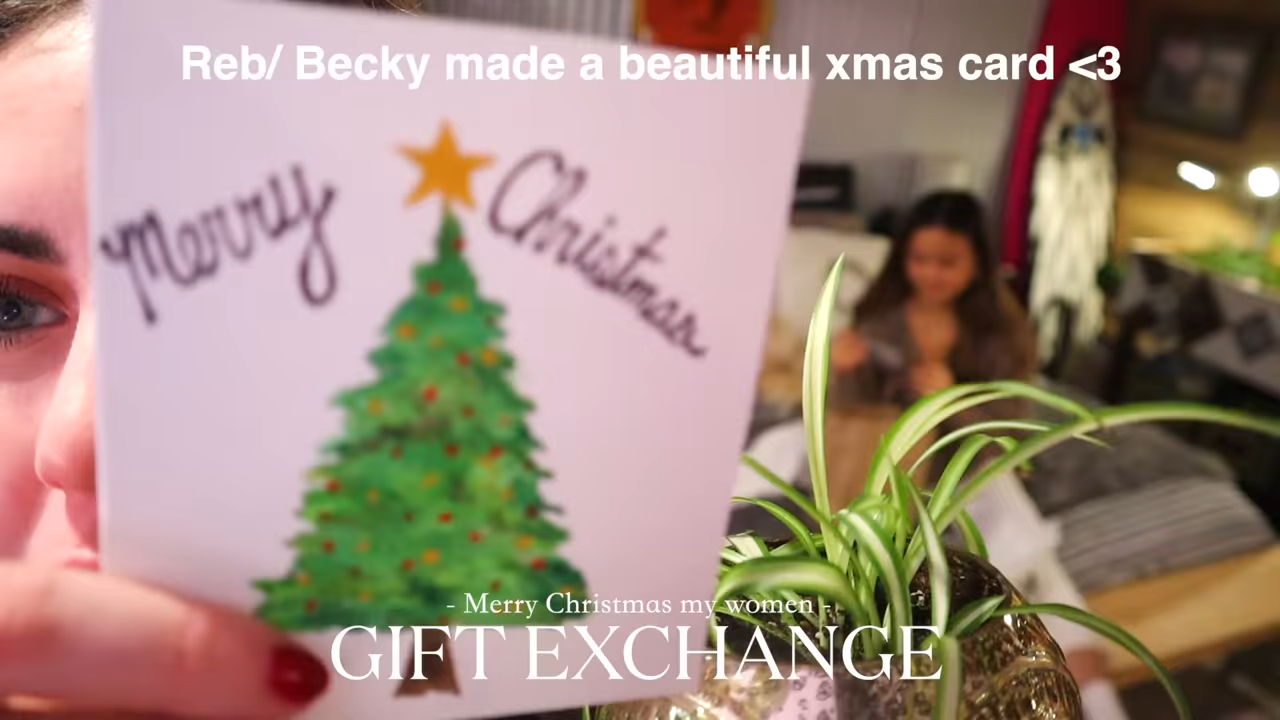 Reb/ Becky made a beautiful xmas card <3
Merry Christmas
- Merry Christmas my women -
GIFT EXCHANGE